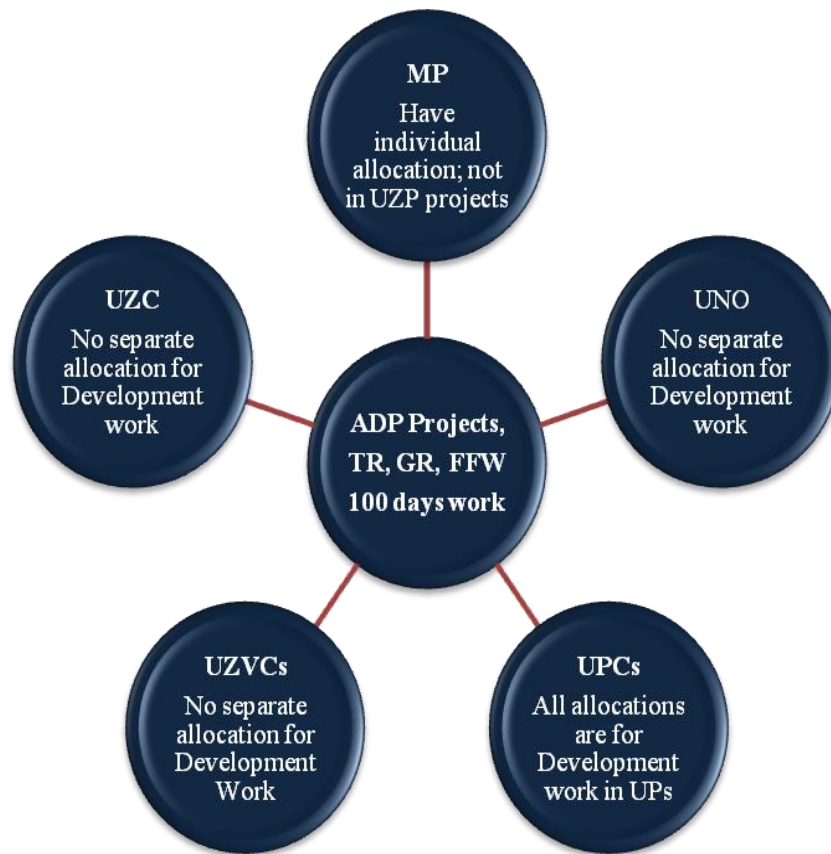 MP
Have
individual
allocation; not
in UZP projects
UZC
No separate
allocation for
Development
work
UNO
No separate
allocation for
Development
work
ADP Projects,
TR, GR, FFW
100 days work
UZVCs
No separate
allocation for
Development
Work
UPCs
All allocations
are for
Development
work in UPs